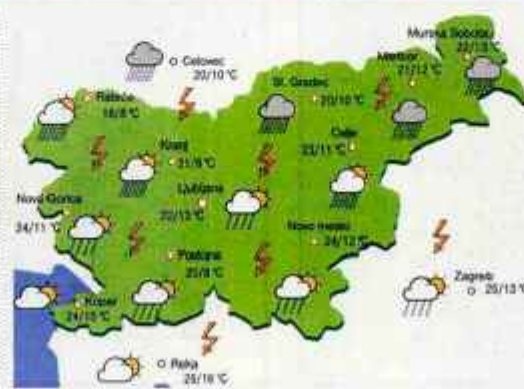 Murska Sobota
22/13 °C
Celovec
20/10 °C
Maribor
21/12 °C
Sl. Gradec
20/10 °C
Rateče
18/8 °C
Celje
23/11 °C
Kranj
21/8 °C
Ljubljana
22/13 °C
Nova Gorica
24/11 °C
Novo mesto
24/12 °C
Postojna
20/8 °C
Zagreb
25/13 °C
Koper
24/15 °C
Reka
25/16 °C